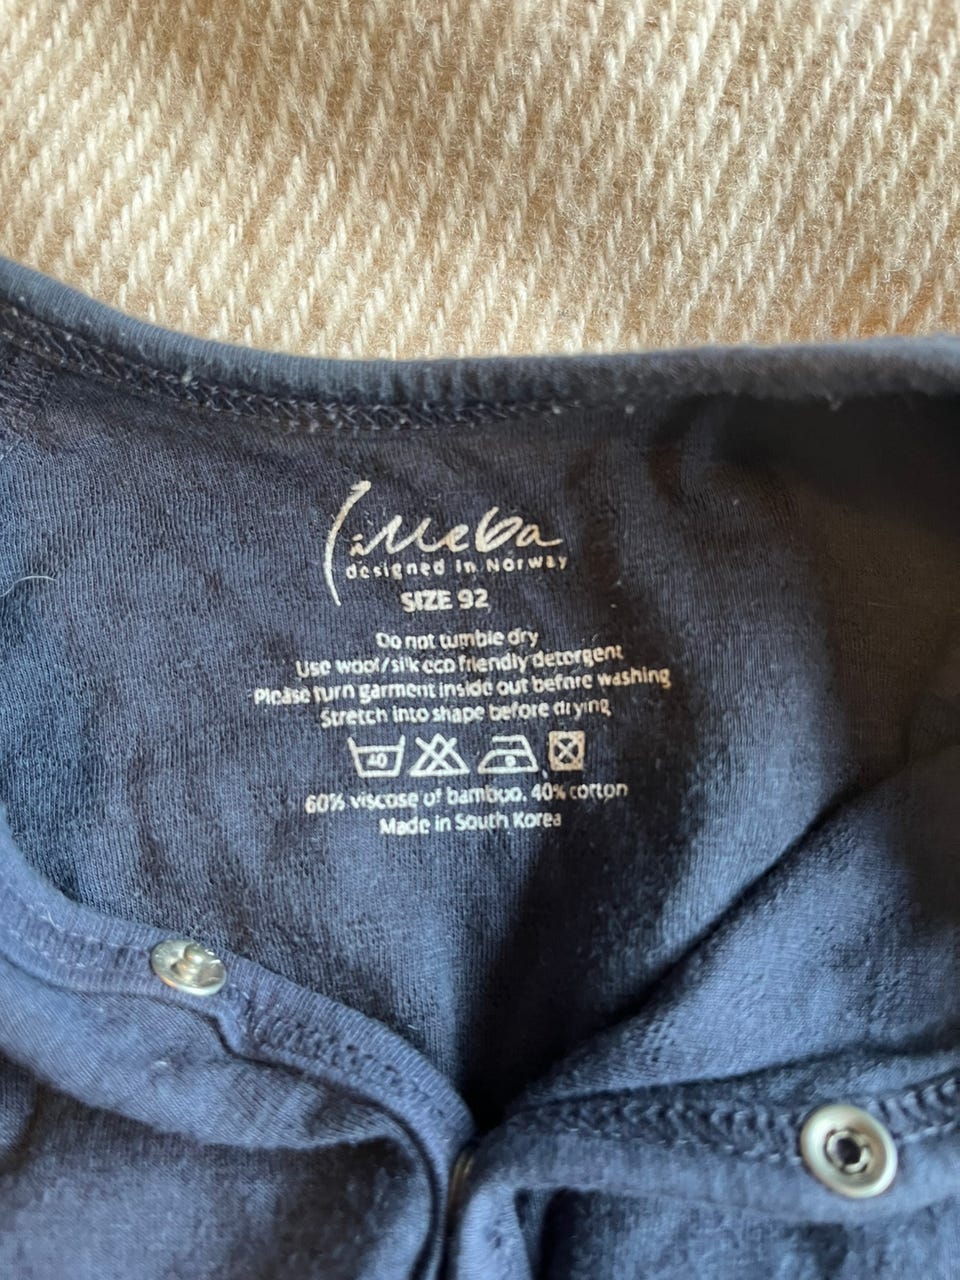 iMeba
designed in Norway
SIZE 92
Do not tumble dry
Use wool/silk eco friendly detergent
Please turn garment inside out before washing
Stretch into shape before drying
40
60% viscose of bamboo. 40% cotton
Made in South Korea